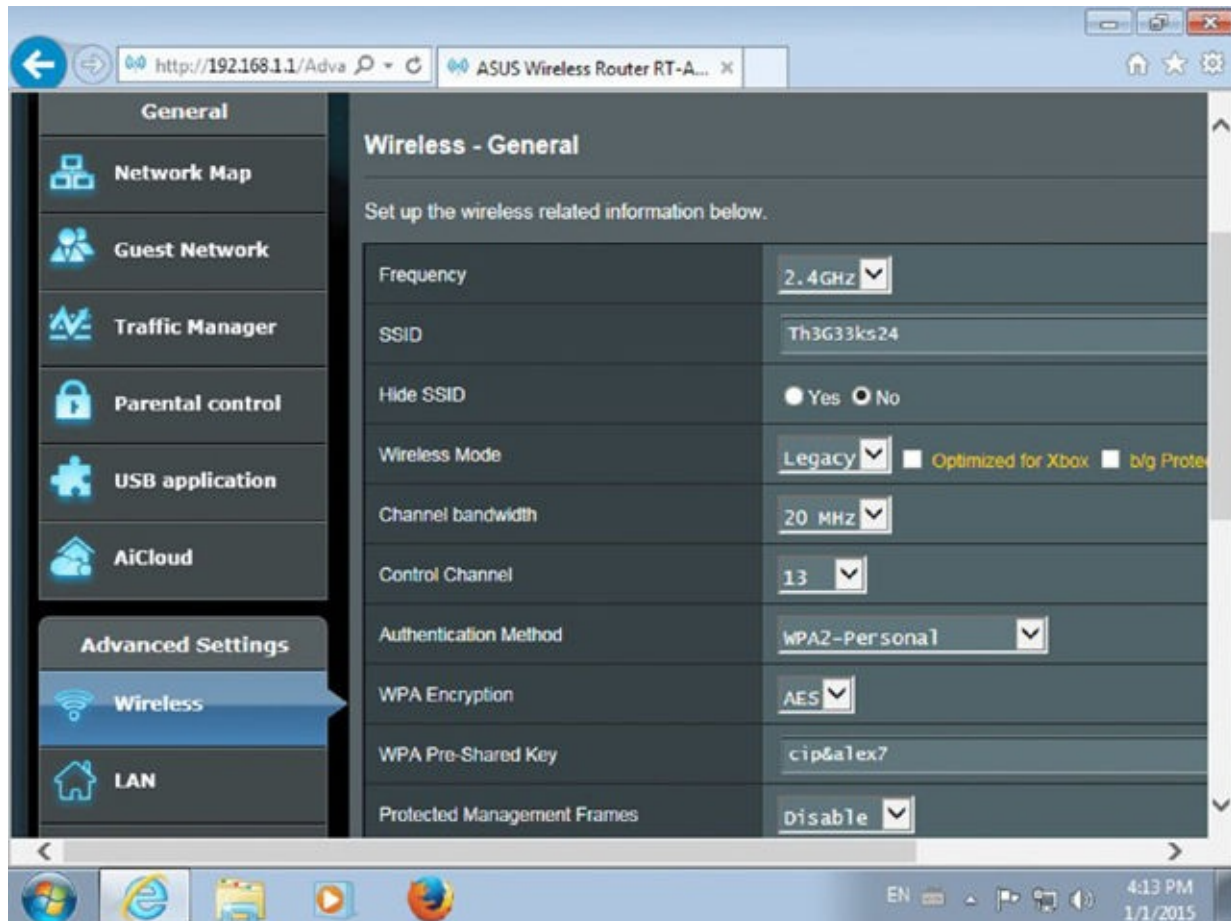 http://192.168.1.1/Adva
ASUS Wireless Router RT-A...
General
Network Map
Guest Network
Traffic Manager
Parental control
USB application
AiCloud
Advanced Settings
Wireless
LAN
Wireless - General
Set up the wireless related information below.
Frequency 2.4GHz
SSID Th3G33ks24
Hide SSID Yes No
Wireless Mode Legacy Optimized for Xbox b/g Protec
Channel bandwidth 20 MHz
Control Channel 13
Authentication Method WPA2-Personal
WPA Encryption AES
WPA Pre-Shared Key cip&alex7
Protected Management Frames Disable
EN 4:13 PM
1/1/2015